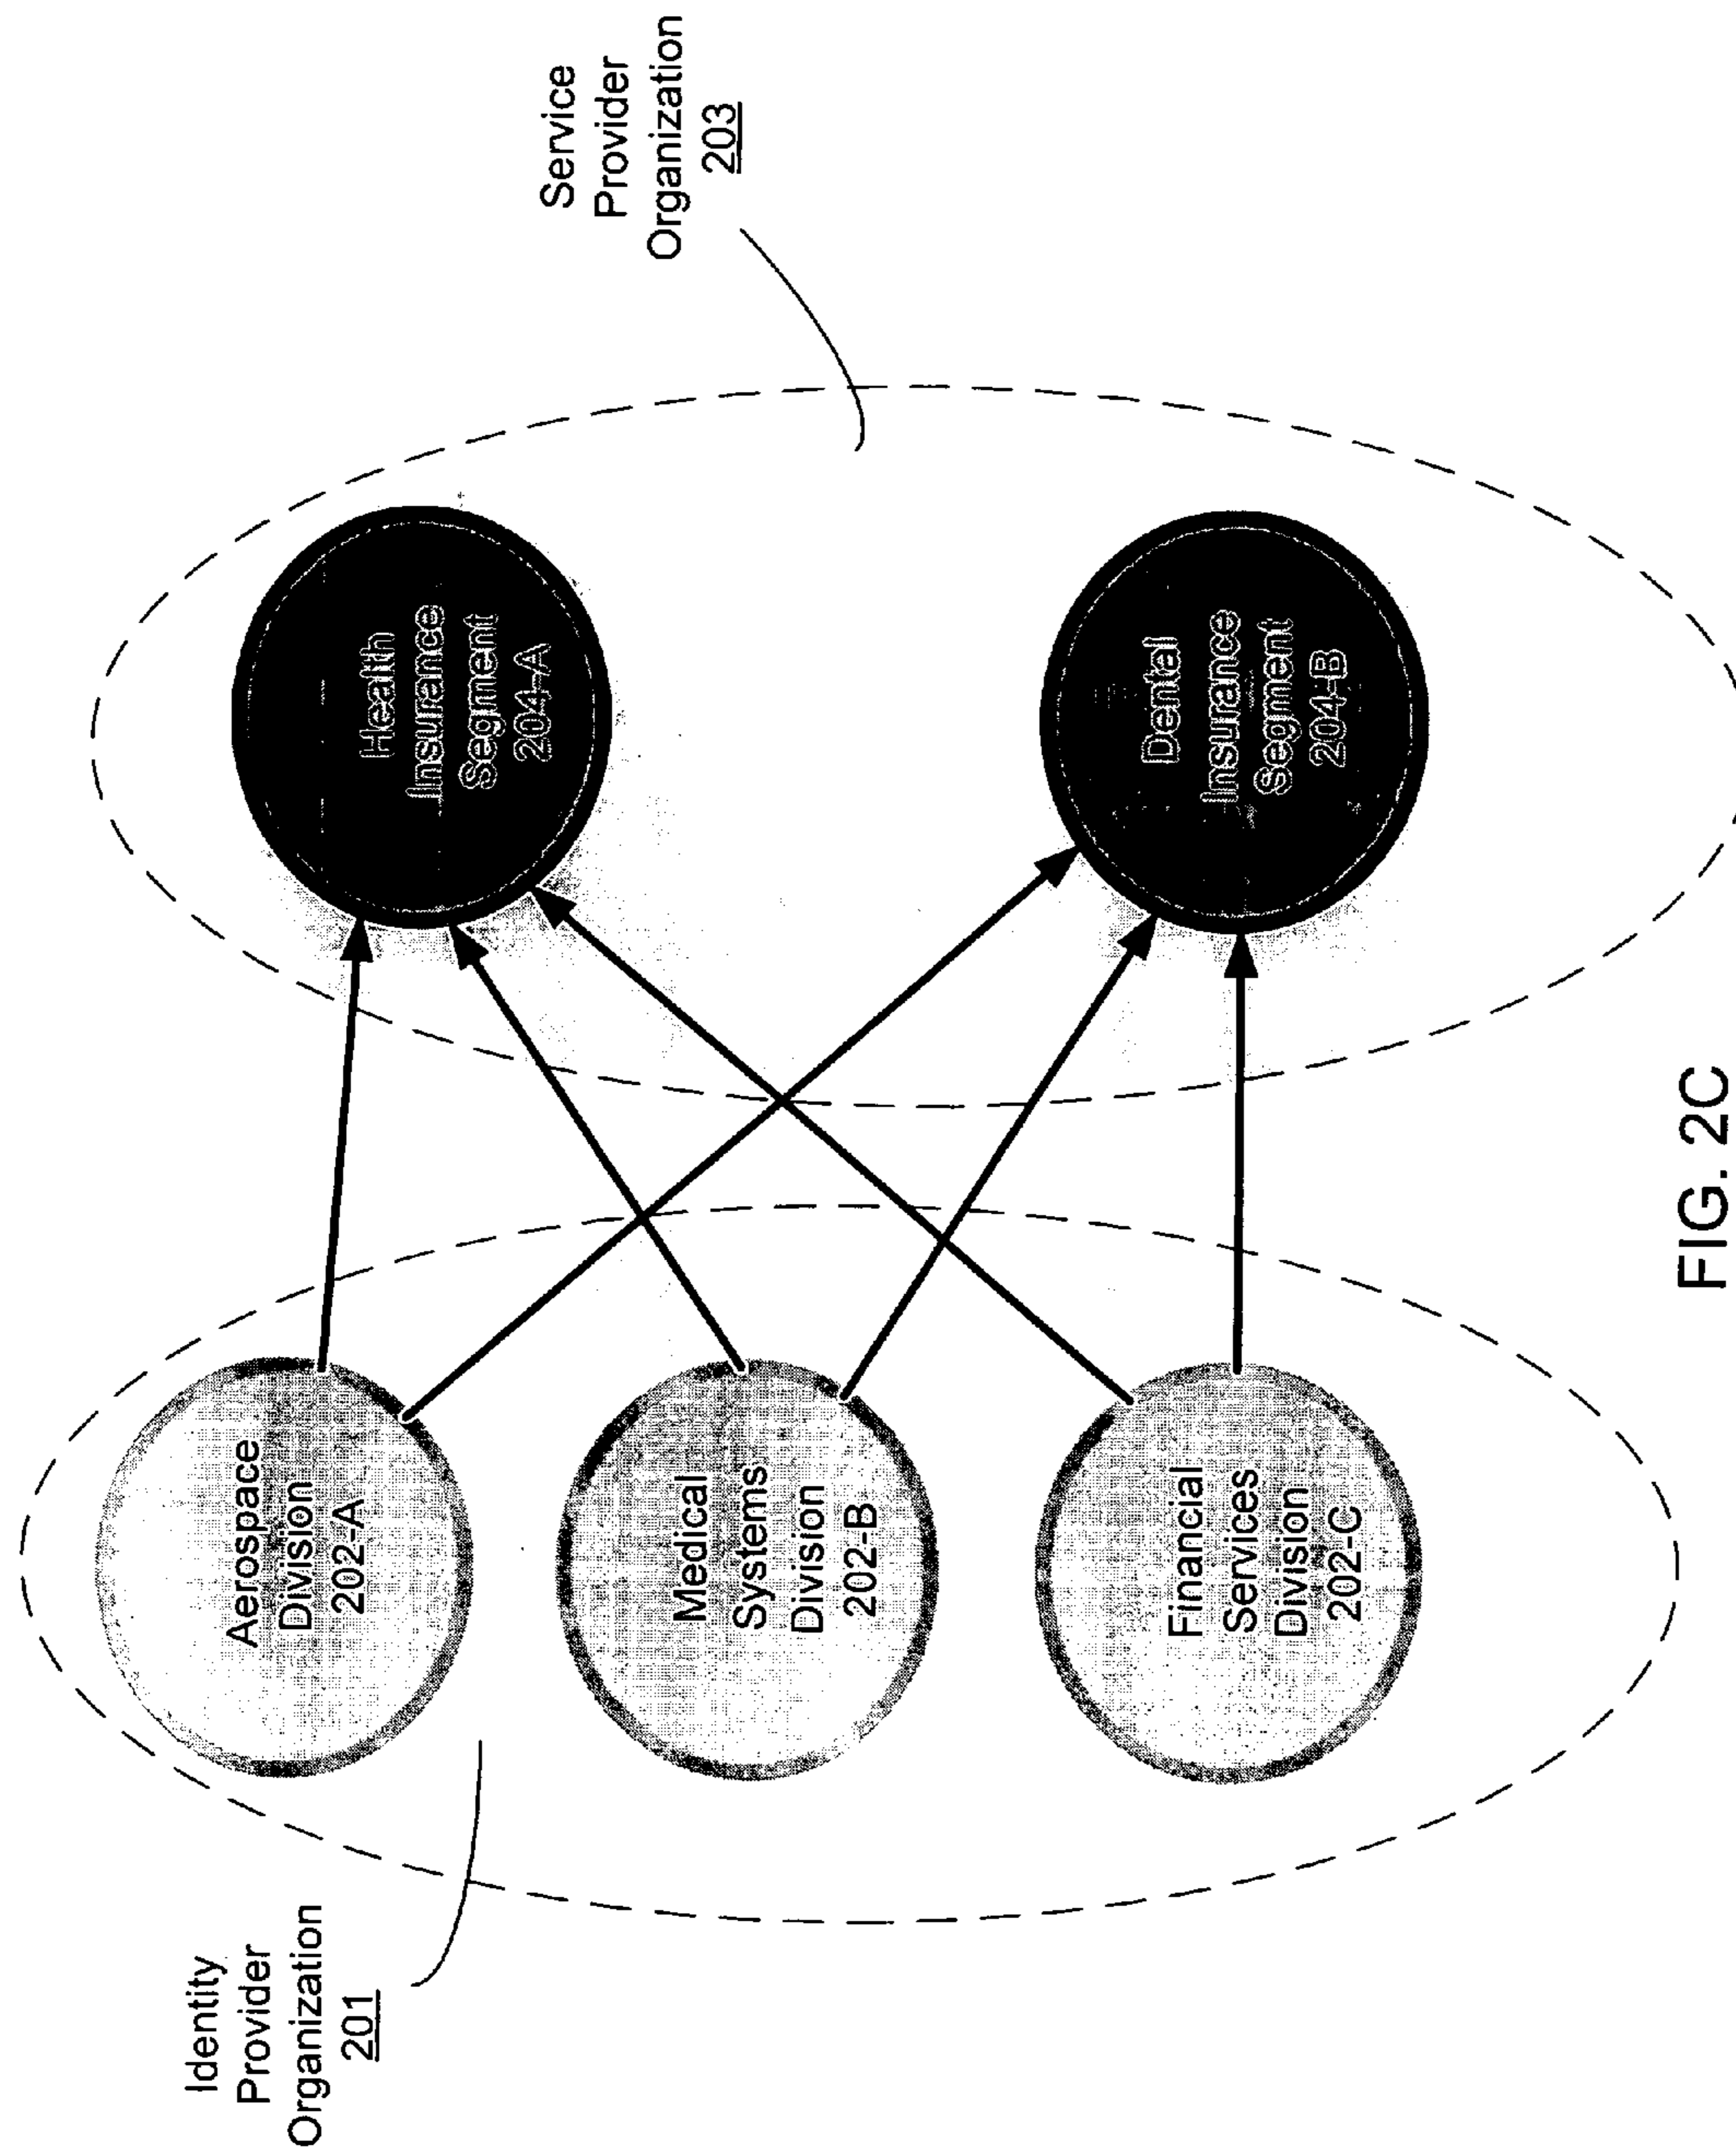 Identity
Provider
Organization
201
Aerospace
Division
202-A
Medical
Systems
Division
202-B
Financial
Services
Division
202-C
Service
Provider
Organization
203
Health
Insurance
Segment
204-A
Dental
Insurance
Segment
204-B
FIG. 2C